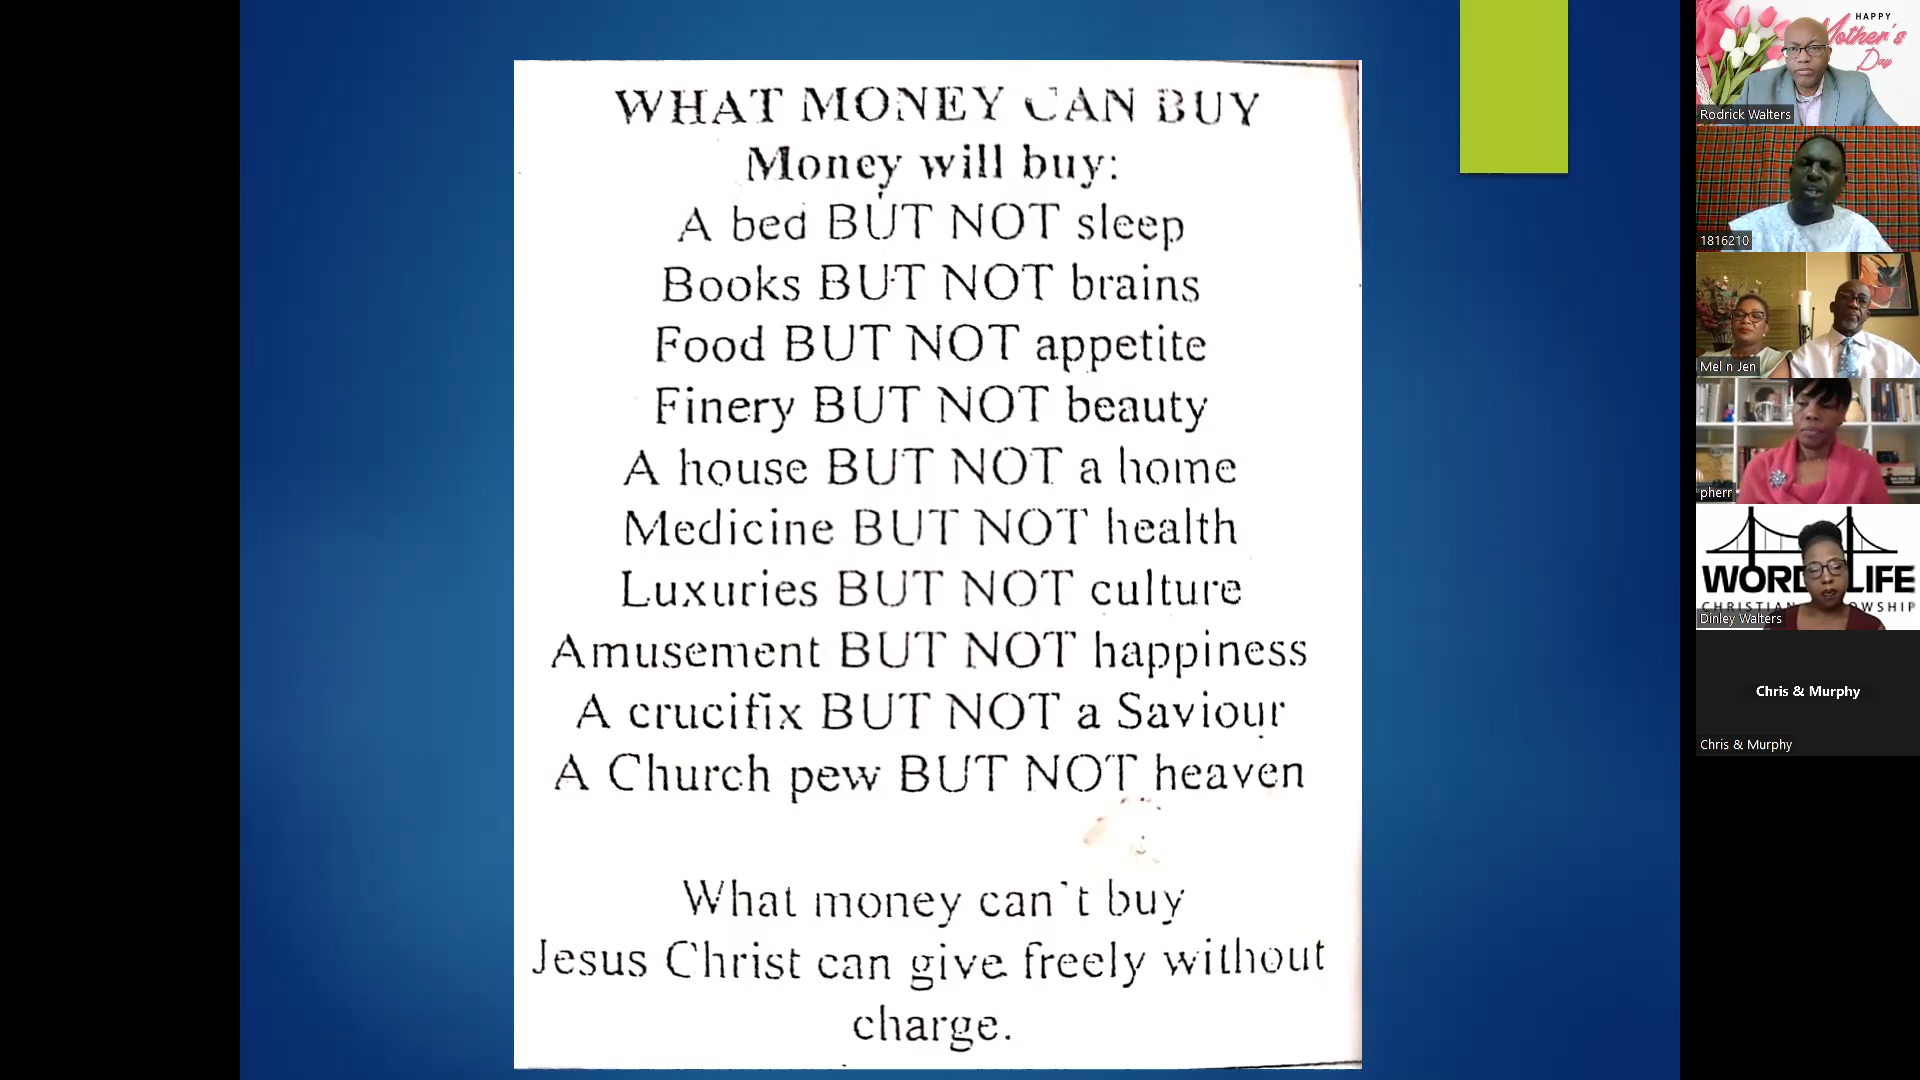 WHAT MONEY CAN BUY
Money will buy:
A bed BUT NOT sleep
Books BUT NOT brains
Food BUT NOT appetite
Finery BUT NOT beauty
A house BUT NOT a home
Medicine BUT NOT health
Luxuries BUT NOT culture
Amusement BUT NOT happiness
A crucifix BUT NOT a Saviour
A Church pew BUT NOT heaven
What money can't buy
Jesus Christ can give freely without
charge.
HAPPY
Mother's
Day
Rodrick Walters
1816210
Mel n Jen
pherr
WORD LIFE
CHRISTIAN
Dinley Walters
Chris & Murphy
Chris & Murphy